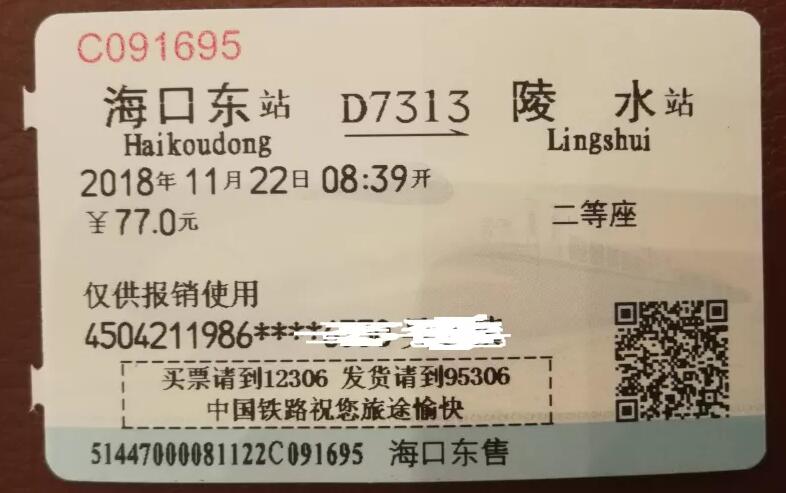 C091695
海口东站 D7313 陵水站
Haikoudong Lingshui
2018年11月22日08:39开
￥77.0元 二等座
仅供报销使用
4504211986****
买票请到12306 发货请到95306
中国铁路祝您旅途愉快
51447000081122C091695 海口东售